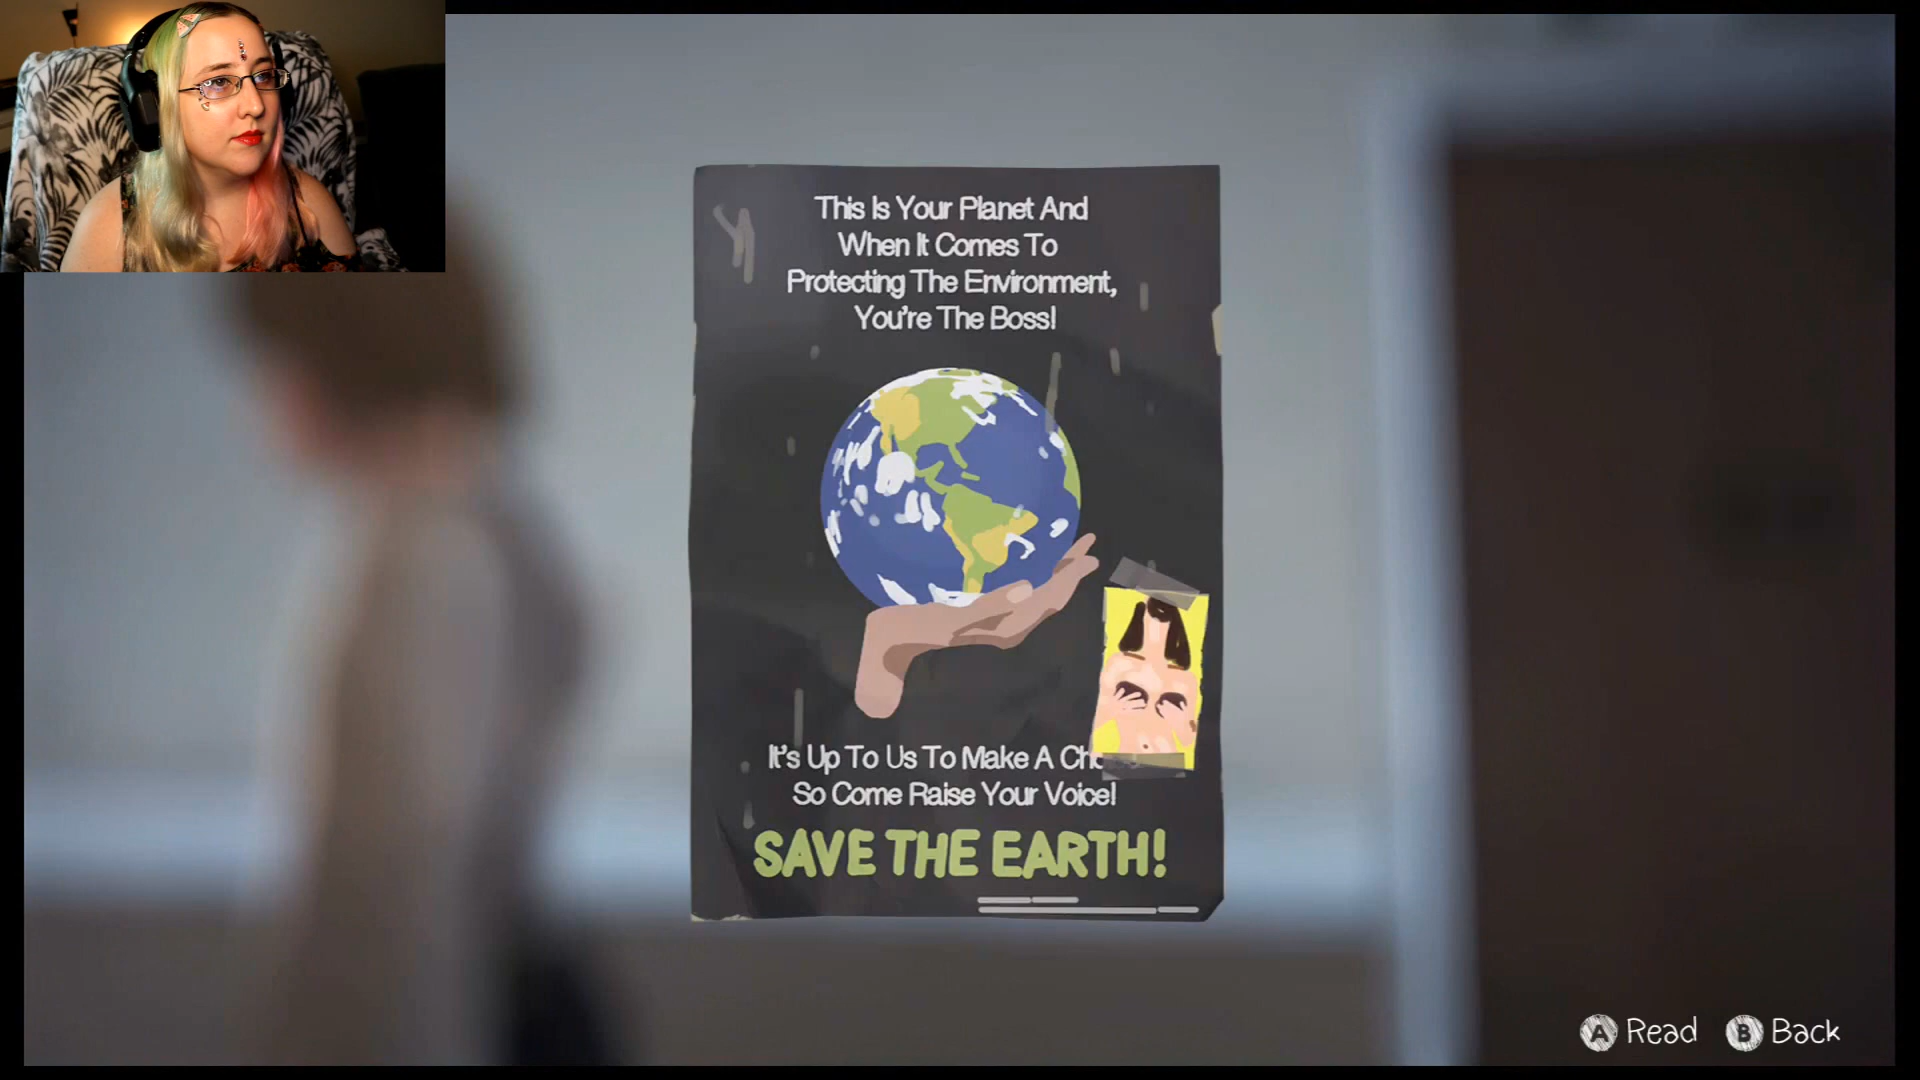 This Is Your Planet And
When It Comes To
Protecting The Environment,
You're The Boss!
It's Up To Us To Make A
So Come Raise Your Voice!
SAVE THE EARTH!
A Read B Back